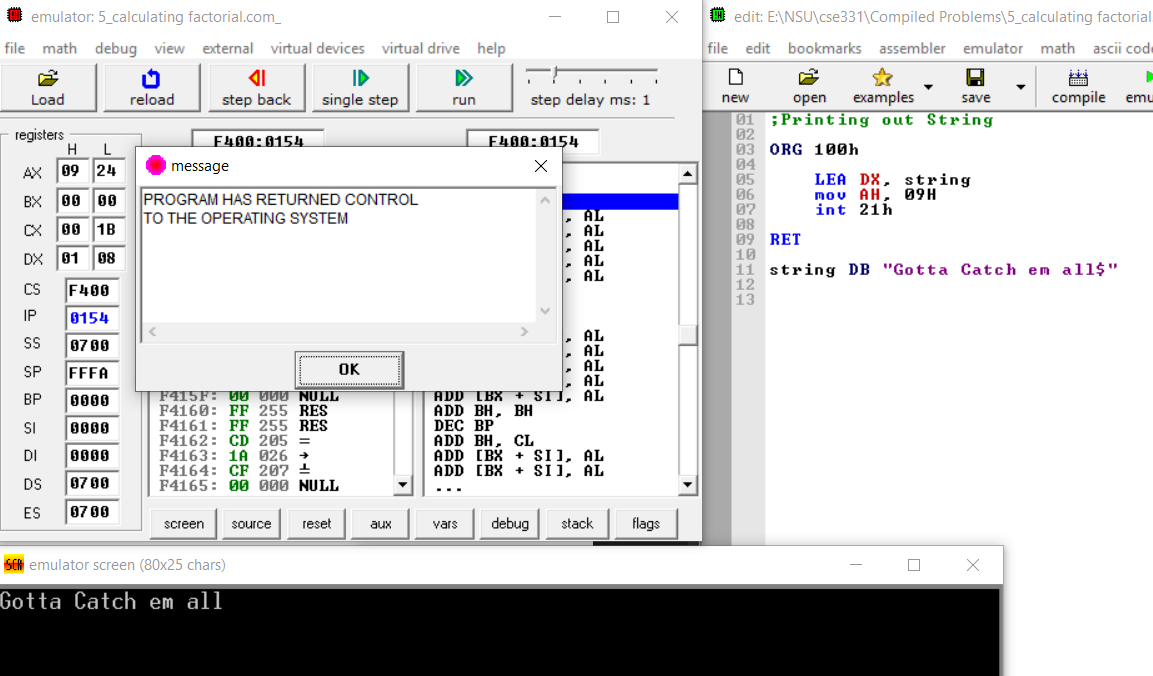 emulator: 5_calculating factorial.com_
file math debug view external virtual devices virtual drive help
Load reload step back single step run step delay ms: 1
registers
H L
F400:0154 F400:0154
AX 09 24
BX 00 00
CX 00 1B
DX 01 08
CS F400
IP 0154
SS 0700
SP FFFA
BP 0000
SI 0000
DI 0000
DS 0700
ES 0700
message
PROGRAM HAS RETURNED CONTROL
TO THE OPERATING SYSTEM
OK
, AL
, AL
, AL
, AL
, AL
, AL
, AL
, AL
, AL
F415F: 00 000 NULL ADD [BX + SI], AL
F4160: FF 255 RES ADD BH, BH
F4161: FF 255 RES DEC BP
F4162: CD 205 = ADD BH, CL
F4163: 1A 026 → ADD [BX + SI], AL
F4164: CF 207 ╧ ADD [BX + SI], AL
F4165: 00 000 NULL ...
screen source reset aux vars debug stack flags
edit: E:\NSU\cse331\Compiled Problems\5_calculating factorial
file edit bookmarks assembler emulator math ascii code
new open examples save compile emu
01 ;Printing out String
02
03 ORG 100h
04
05 LEA DX, string
06 mov AH, 09H
07 int 21h
08
09 RET
10
11 string DB "Gotta Catch em all$"
12
13
SCR emulator screen (80x25 chars)
Gotta Catch em all